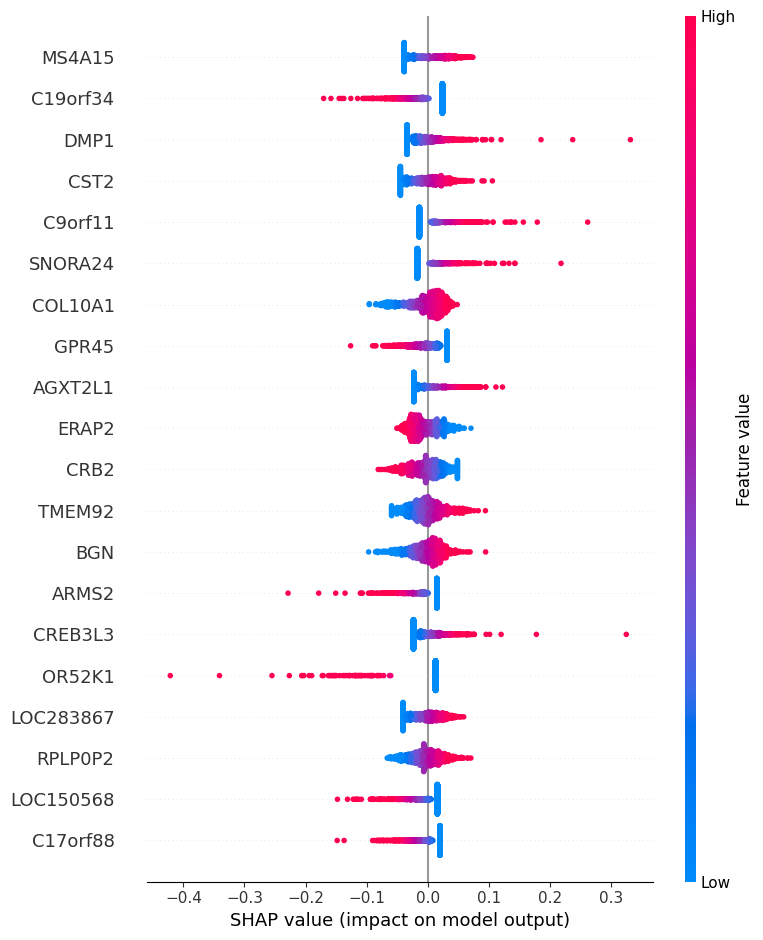 High
MS4A15
C19orf34
DMP1
CST2
C9orf11
SNORA24
COL10A1
GPR45
AGXT2L1
ERAP2
CRB2
TMEM92
BGN
ARMS2
CREB3L3
OR52K1
LOC283867
RPLP0P2
LOC150568
C17orf88
Feature value
Low
−0.4 −0.3 −0.2 −0.1 0.0 0.1 0.2 0.3
SHAP value (impact on model output)